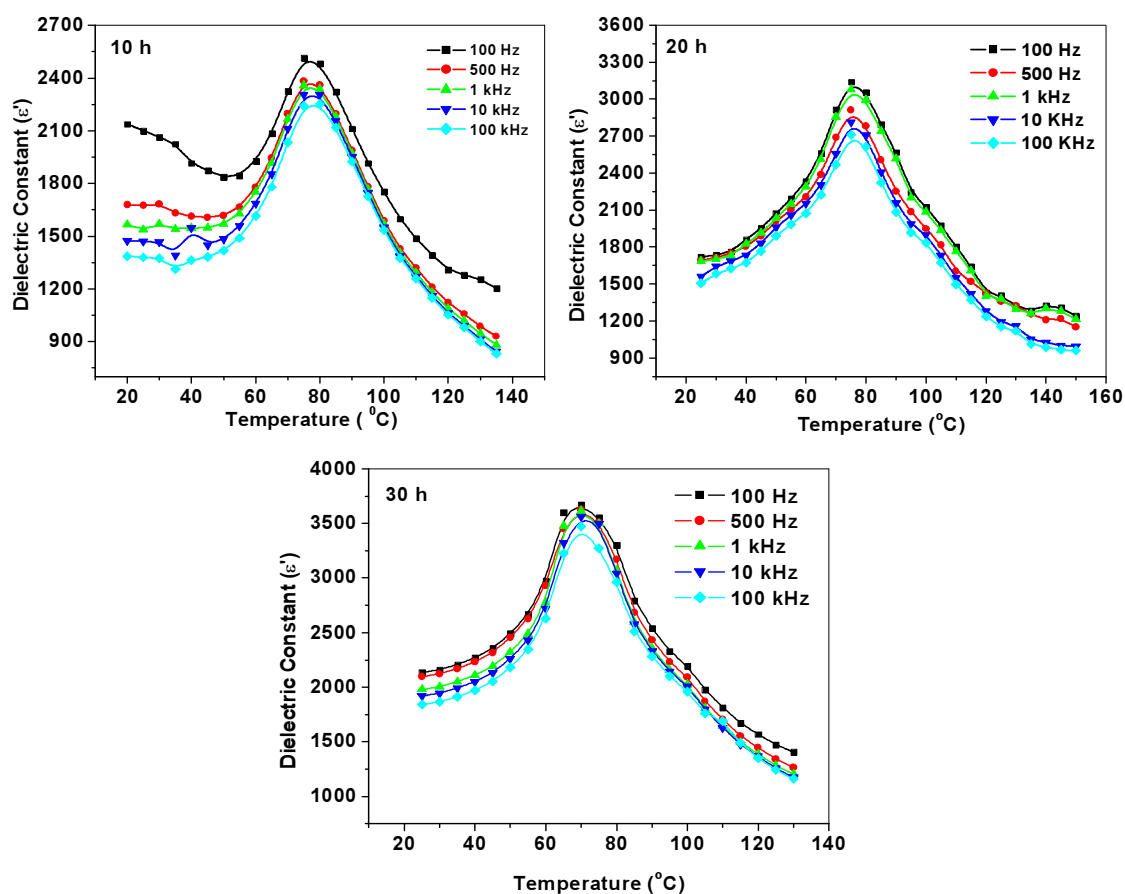 10 h
2700
2400
2100
1800
1500
1200
900
Dielectric Constant (ε')
20 40 60 80 100 120 140
Temperature ( ⁰C)
100 Hz
500 Hz
1 kHz
10 kHz
100 kHz
20 h
3600
3300
3000
2700
2400
2100
1800
1500
1200
900
Dielectric Constant (ε')
20 40 60 80 100 120 140 160
Temperature (ᵒC)
100 Hz
500 Hz
1 kHz
10 KHz
100 KHz
30 h
4000
3500
3000
2500
2000
1500
1000
Dielectric Constant (ε')
20 40 60 80 100 120 140
Temperature (ᵒC)
100 Hz
500 Hz
1 kHz
10 kHz
100 kHz